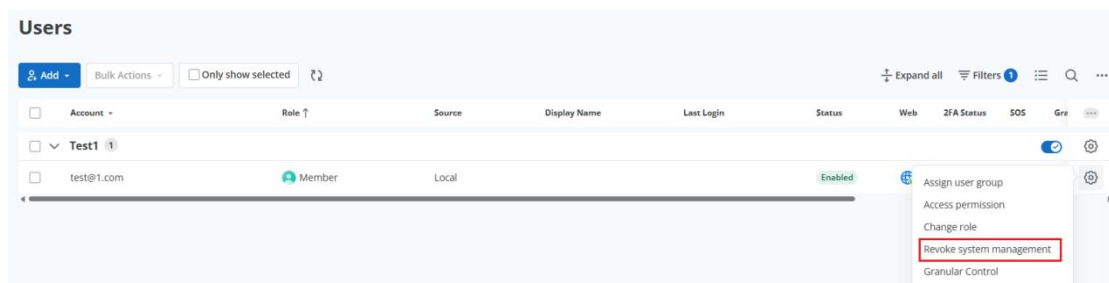 Users
Add Bulk Actions Only show selected Expand all Filters 1
Account Role ↑ Source Display Name Last Login Status Web 2FA Status SOS Gra
Test1 1
test@1.com Member Local Enabled
Assign user group
Access permission
Change role
Revoke system management
Granular Control